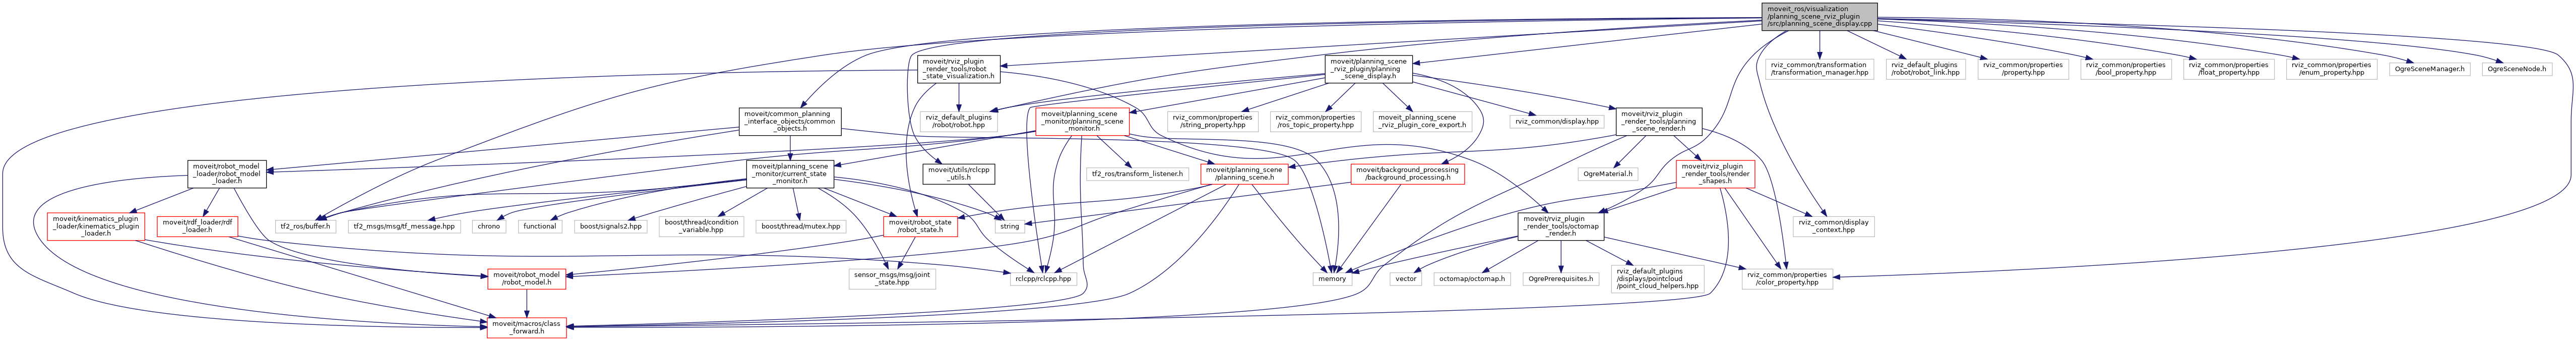 moveit_ros/visualization
/planning_scene_rviz_plugin
/src/planning_scene_display.cpp
moveit/rviz_plugin
_render_tools/robot
_state_visualization.h
moveit/planning_scene
_rviz_plugin/planning
_scene_display.h
rviz_common/transformation
/transformation_manager.hpp
rviz_default_plugins
/robot/robot_link.hpp
rviz_common/properties
/property.hpp
rviz_common/properties
/bool_property.hpp
rviz_common/properties
/float_property.hpp
rviz_common/properties
/enum_property.hpp
OgreSceneManager.h
OgreSceneNode.h
moveit/common_planning
_interface_objects/common
_objects.h
rviz_default_plugins
/robot/robot.hpp
moveit/planning_scene
_monitor/planning_scene
_monitor.h
rviz_common/properties
/string_property.hpp
rviz_common/properties
/ros_topic_property.hpp
moveit_planning_scene
_rviz_plugin_core_export.h
rviz_common/display.hpp
moveit/rviz_plugin
_render_tools/planning
_scene_render.h
moveit/robot_model
_loader/robot_model
_loader.h
moveit/planning_scene
_monitor/current_state
_monitor.h
moveit/utils/rclcpp
_utils.h
tf2_ros/transform_listener.h
moveit/planning_scene
/planning_scene.h
moveit/background_processing
/background_processing.h
OgreMaterial.h
moveit/rviz_plugin
_render_tools/render
_shapes.h
moveit/kinematics_plugin
_loader/kinematics_plugin
_loader.h
moveit/rdf_loader/rdf
_loader.h
tf2_ros/buffer.h
tf2_msgs/msg/tf_message.hpp
chrono
functional
boost/signals2.hpp
boost/thread/condition
_variable.hpp
boost/thread/mutex.hpp
moveit/robot_state
/robot_state.h
string
moveit/rviz_plugin
_render_tools/octomap
_render.h
rviz_common/display
_context.hpp
moveit/robot_model
/robot_model.h
sensor_msgs/msg/joint
_state.hpp
rclcpp/rclcpp.hpp
memory
vector
octomap/octomap.h
OgrePrerequisites.h
rviz_default_plugins
/displays/pointcloud
/point_cloud_helpers.hpp
rviz_common/properties
/color_property.hpp
moveit/macros/class
_forward.h